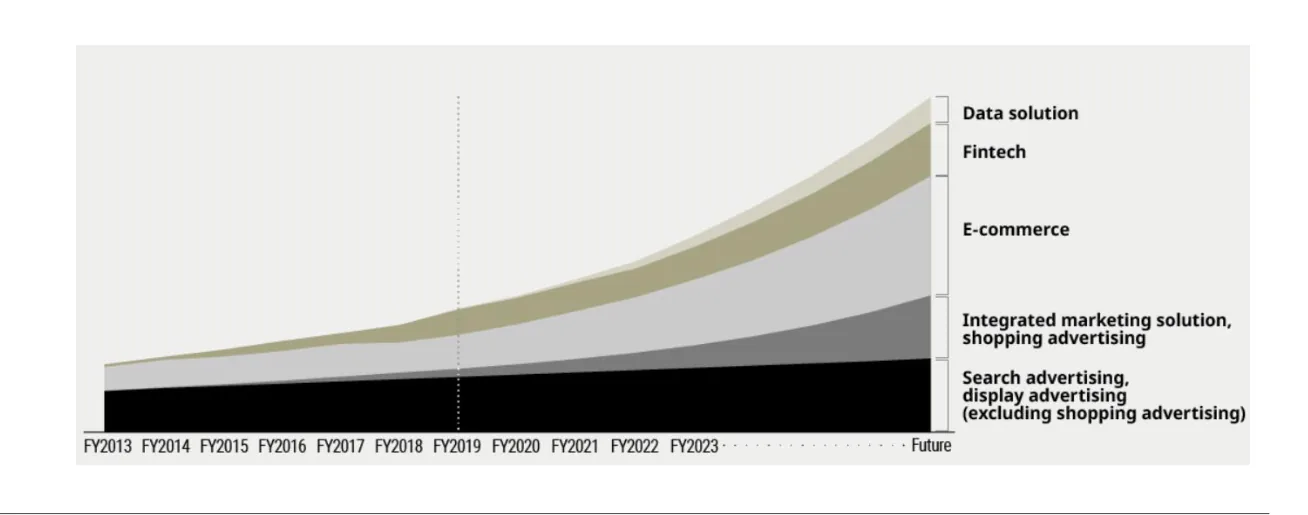 Data solution
Fintech
E-commerce
Integrated marketing solution,
shopping advertising
Search advertising,
display advertising
(excluding shopping advertising)
FY2013 FY2014 FY2015 FY2016 FY2017 FY2018 FY2019 FY2020 FY2021 FY2022 FY2023 Future